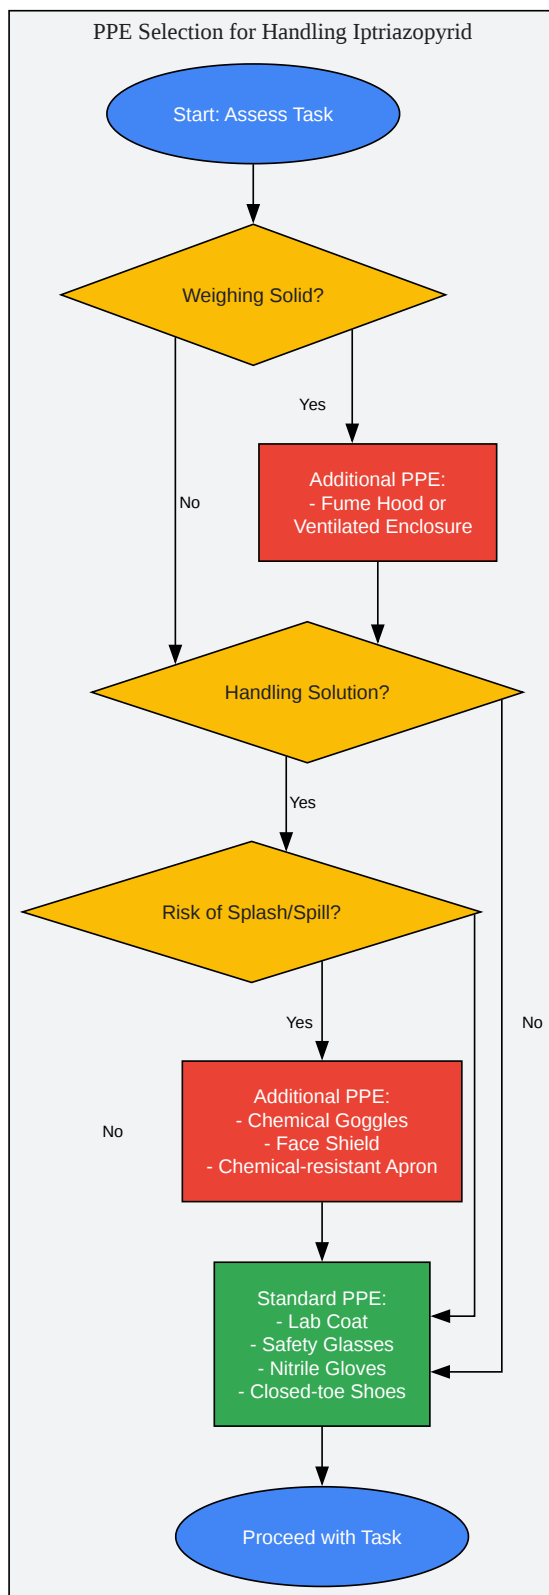 PPE Selection for Handling Iptriazopyrid
Start: Assess Task
Weighing Solid?
Yes
No
Additional PPE:
- Fume Hood or
Ventilated Enclosure
Handling Solution?
Yes
Risk of Splash/Spill?
Yes
No
Additional PPE:
- Chemical Goggles
- Face Shield
- Chemical-resistant Apron
No
Standard PPE:
- Lab Coat
- Safety Glasses
- Nitrile Gloves
- Closed-toe Shoes
Proceed with Task